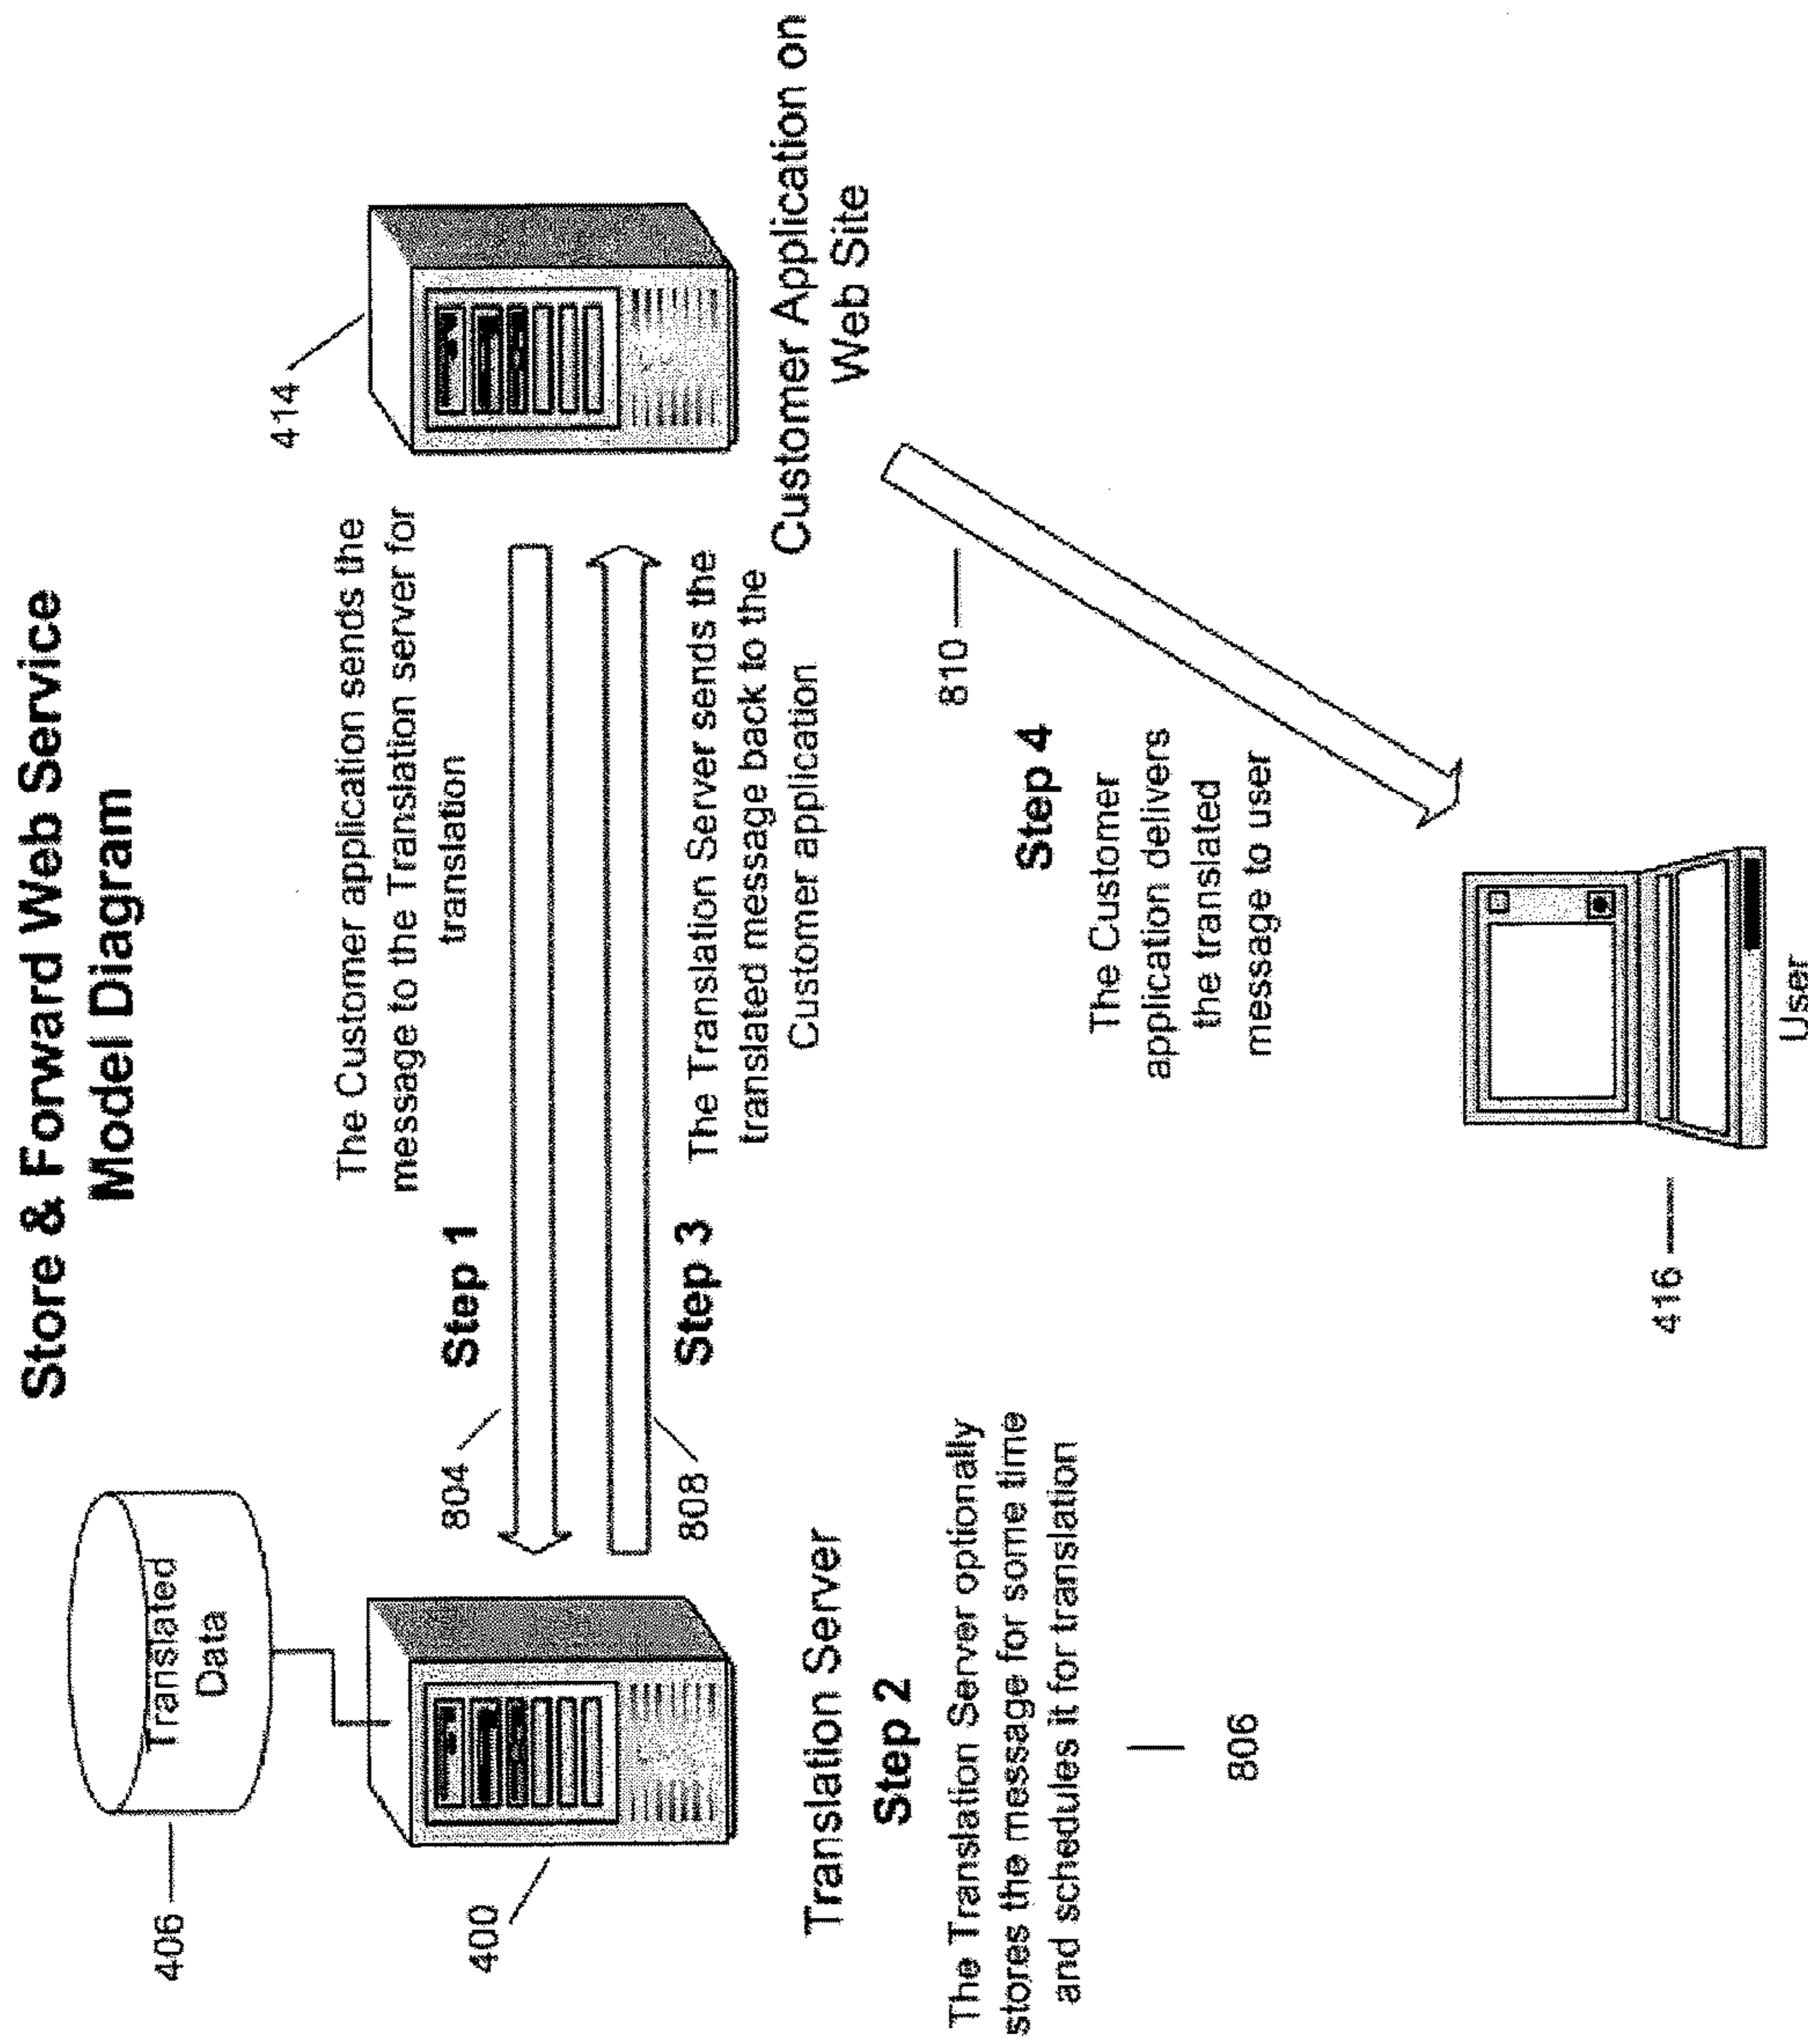 Store & Forward Web Service
Model Diagram
406
Translated
Data
400
Translation Server
414
Customer Application on
Web Site
The Customer application sends the
message to the Translation server for
translation
Step 1
804
808
Step 3
The Translation Server sends the
translated message back to the
Customer application
Step 2
The Translation Server optionally
stores the message for some time
and schedules it for translation
806
810
Step 4
The Customer
application delivers
the translated
message to user
416
User